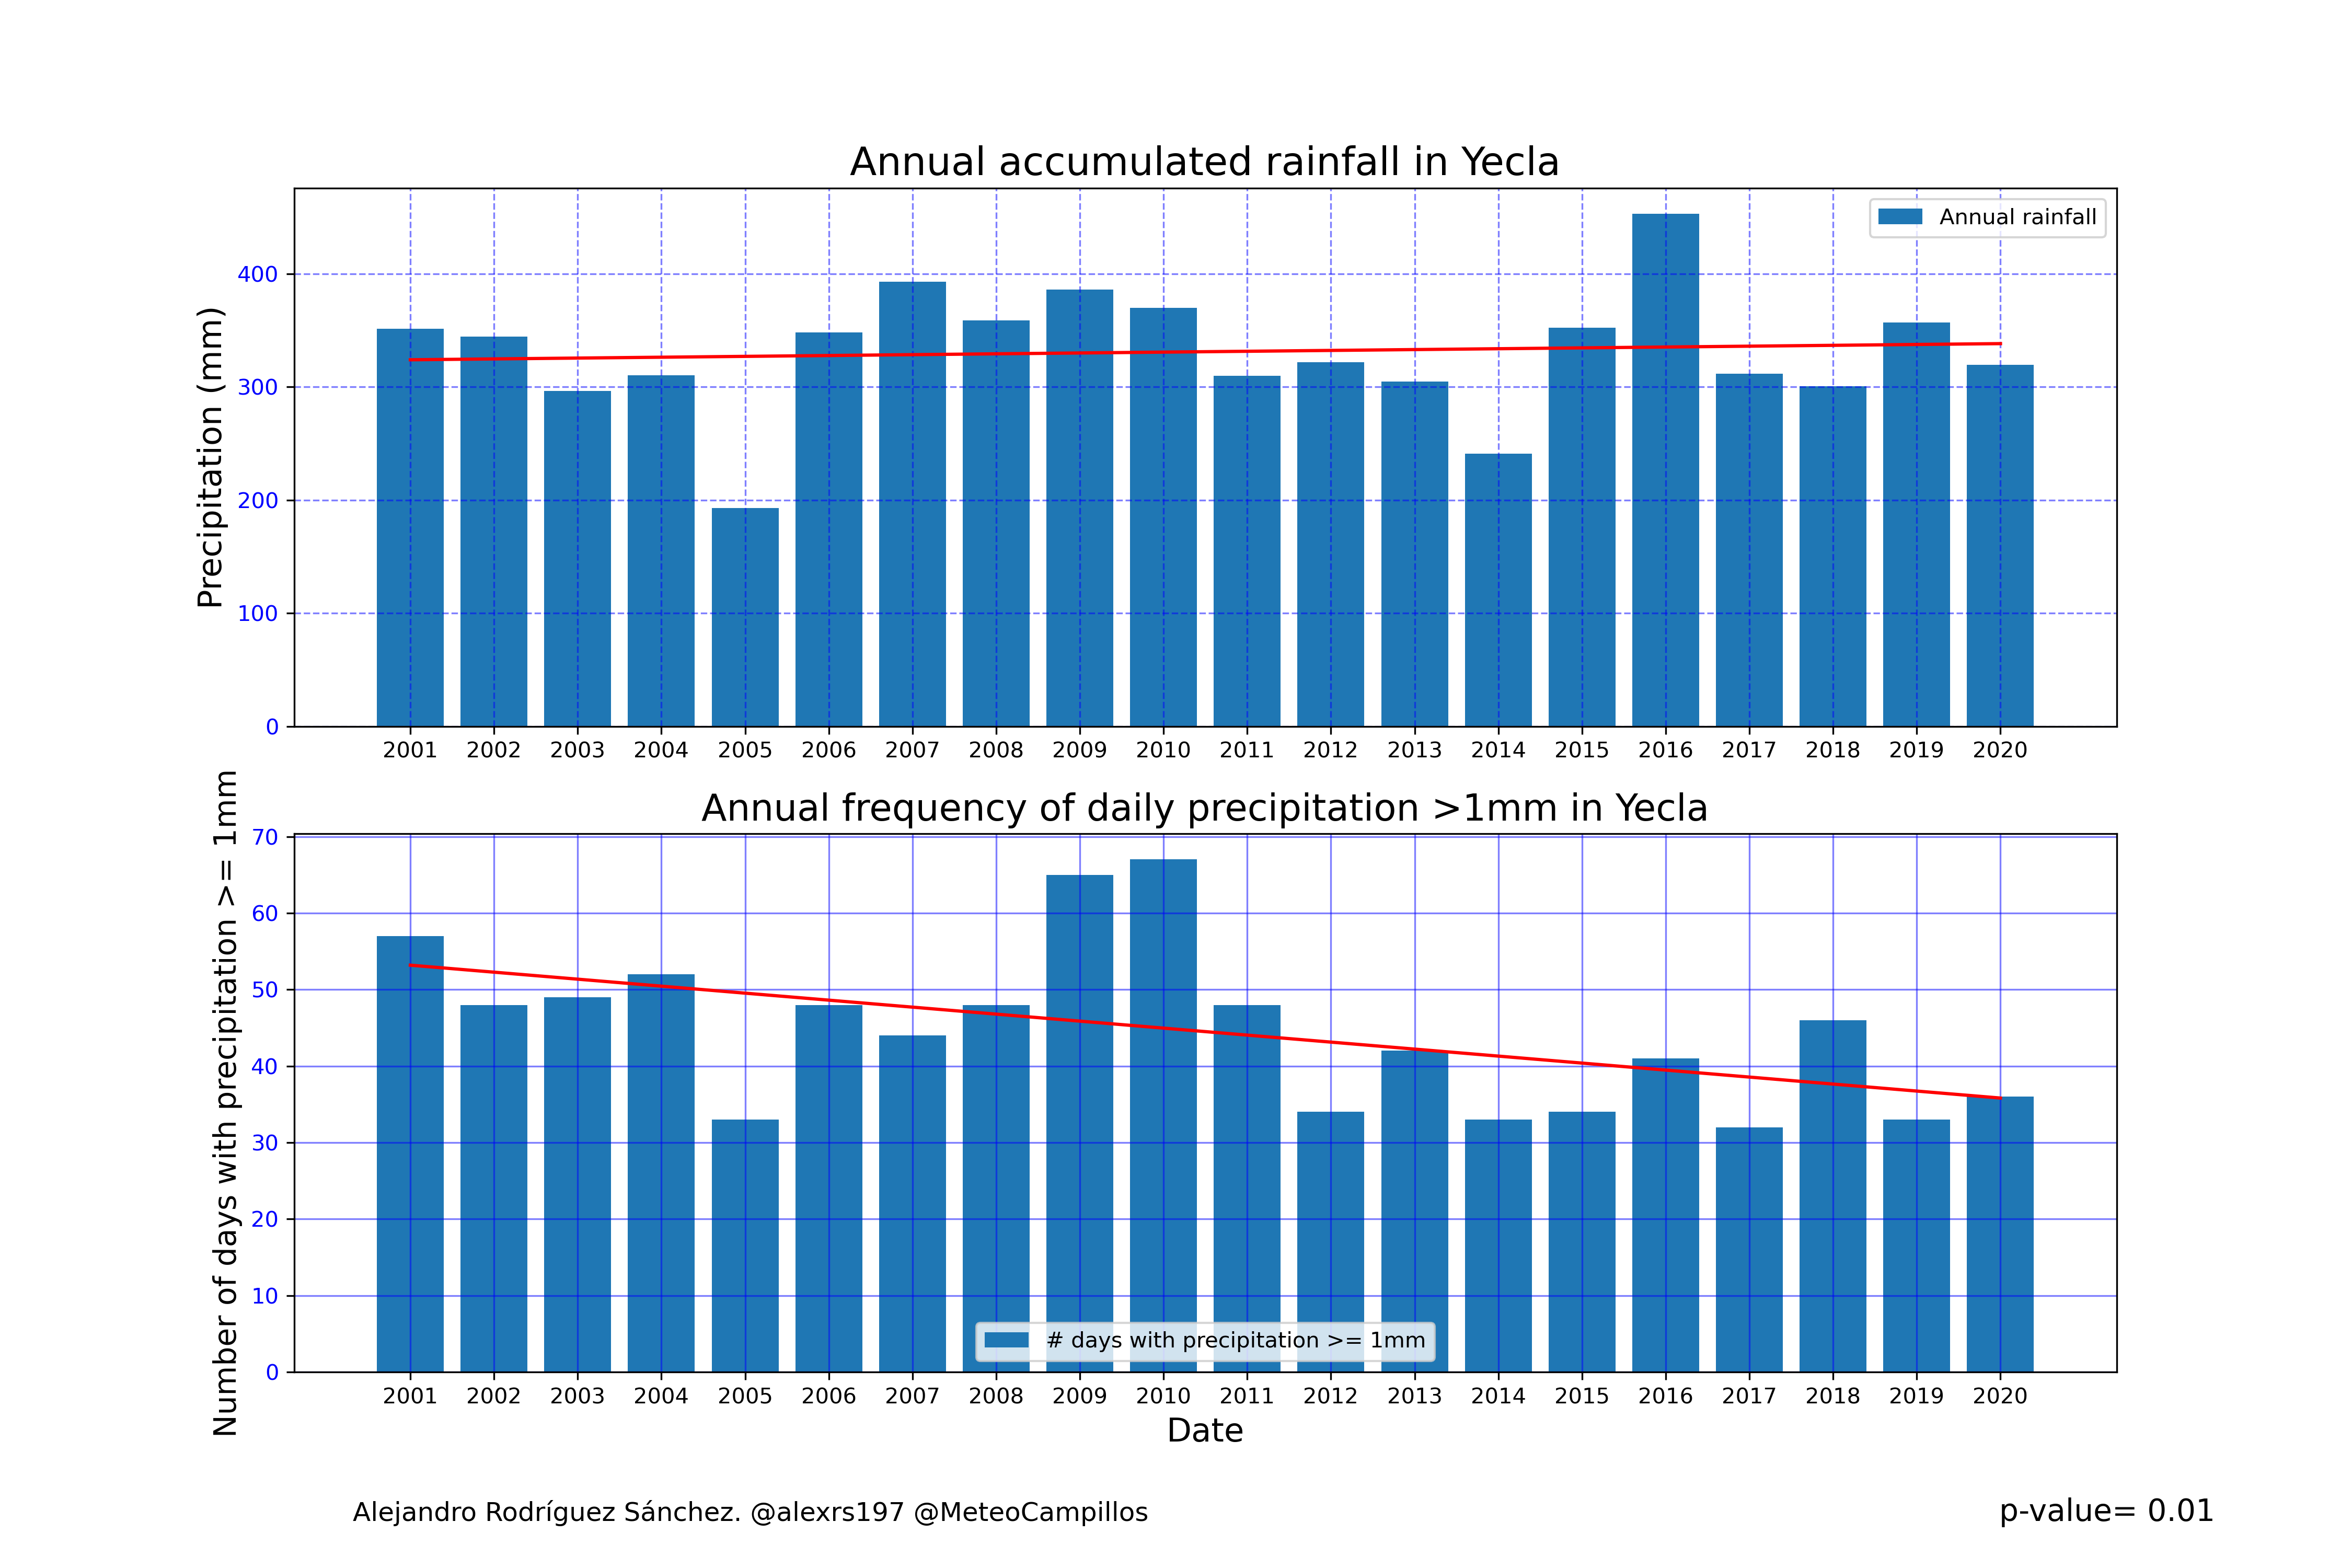 Annual accumulated rainfall in Yecla
Precipitation (mm)
400
300
200
100
0
Annual rainfall
2001 2002 2003 2004 2005 2006 2007 2008 2009 2010 2011 2012 2013 2014 2015 2016 2017 2018 2019 2020
Annual frequency of daily precipitation >1mm in Yecla
Number of days with precipitation >= 1mm
70
60
50
40
30
20
10
0
# days with precipitation >= 1mm
2001 2002 2003 2004 2005 2006 2007 2008 2009 2010 2011 2012 2013 2014 2015 2016 2017 2018 2019 2020
Date
Alejandro Rodríguez Sánchez. @alexrs197 @MeteoCampillos
p-value= 0.01